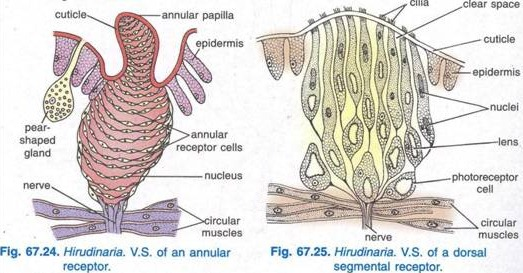 cuticle
annular papilla
epidermis
pear-
shaped
gland
annular
receptor cells
nucleus
nerve
circular
muscles
Fig. 67.24. Hirudinaria. V.S. of an annular
receptor.
cilia
clear space
cuticle
epidermis
nuclei
lens
photoreceptor
cell
circular
muscles
nerve
Fig. 67.25. Hirudinaria. V.S. of a dorsal
segmental receptor.